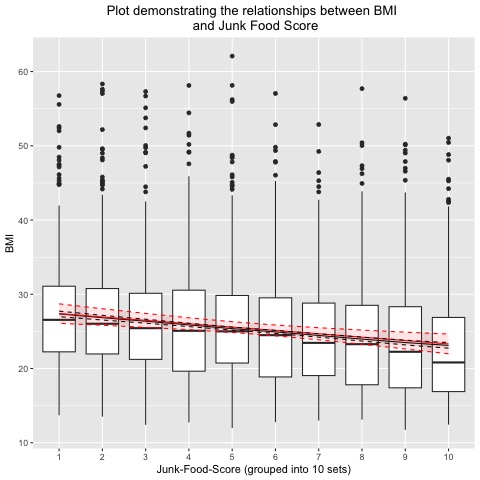 Plot demonstrating the relationships between BMI
and Junk Food Score
60
50
40
30
20
10
BMI
1 2 3 4 5 6 7 8 9 10
Junk-Food-Score (grouped into 10 sets)